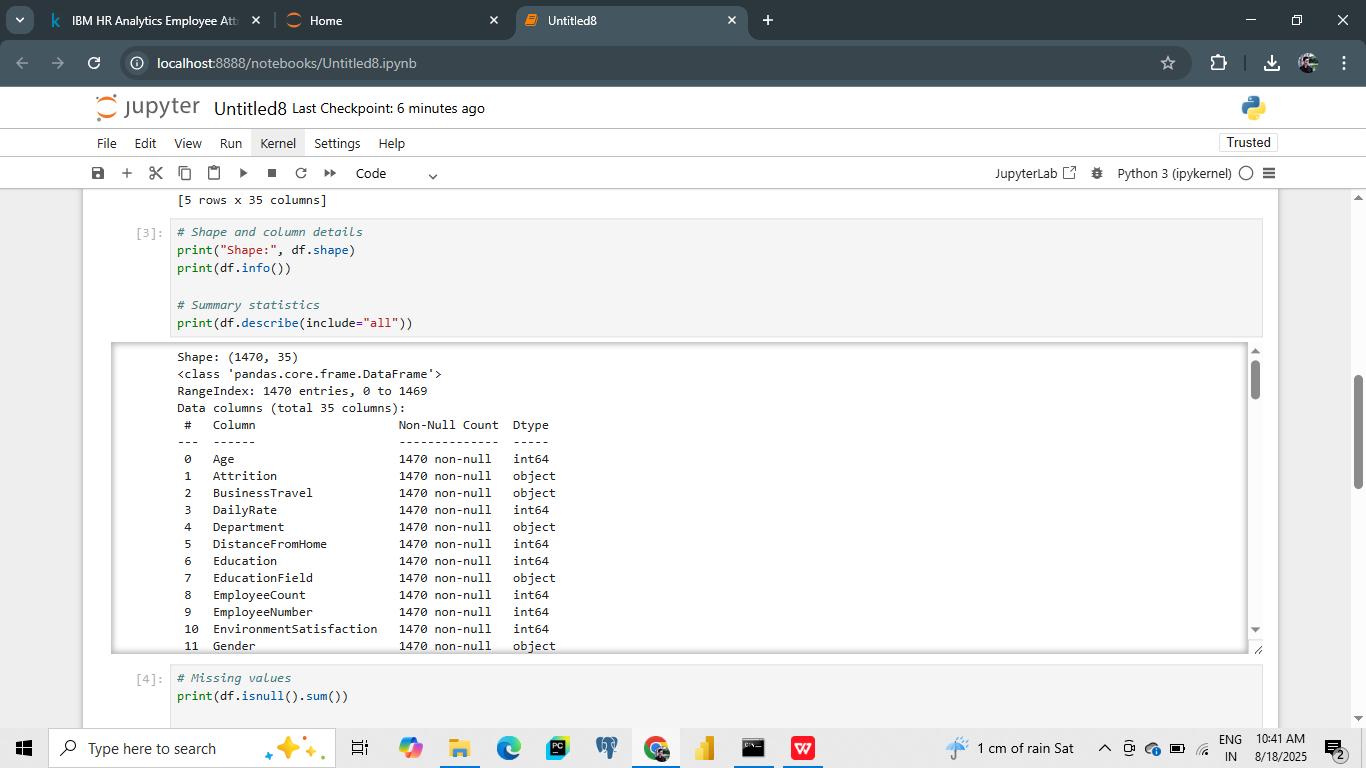 IBM HR Analytics Employee Att
Home
Untitled8
localhost:8888/notebooks/Untitled8.ipynb
jupyter Untitled8 Last Checkpoint: 6 minutes ago
File Edit View Run Kernel Settings Help
Trusted
Code
JupyterLab
Python 3 (ipykernel)
[5 rows x 35 columns]
[3]:
# Shape and column details
print("Shape:", df.shape)
print(df.info())
# Summary statistics
print(df.describe(include="all"))
Shape: (1470, 35)
<class 'pandas.core.frame.DataFrame'>
RangeIndex: 1470 entries, 0 to 1469
Data columns (total 35 columns):
# Column Non-Null Count Dtype
--- ------ -------------- -----
0 Age 1470 non-null int64
1 Attrition 1470 non-null object
2 BusinessTravel 1470 non-null object
3 DailyRate 1470 non-null int64
4 Department 1470 non-null object
5 DistanceFromHome 1470 non-null int64
6 Education 1470 non-null int64
7 EducationField 1470 non-null object
8 EmployeeCount 1470 non-null int64
9 EmployeeNumber 1470 non-null int64
10 EnvironmentSatisfaction 1470 non-null int64
11 Gender 1470 non-null object
[4]:
# Missing values
print(df.isnull().sum())
Type here to search
1 cm of rain Sat
ENG
IN
10:41 AM
8/18/2025
2